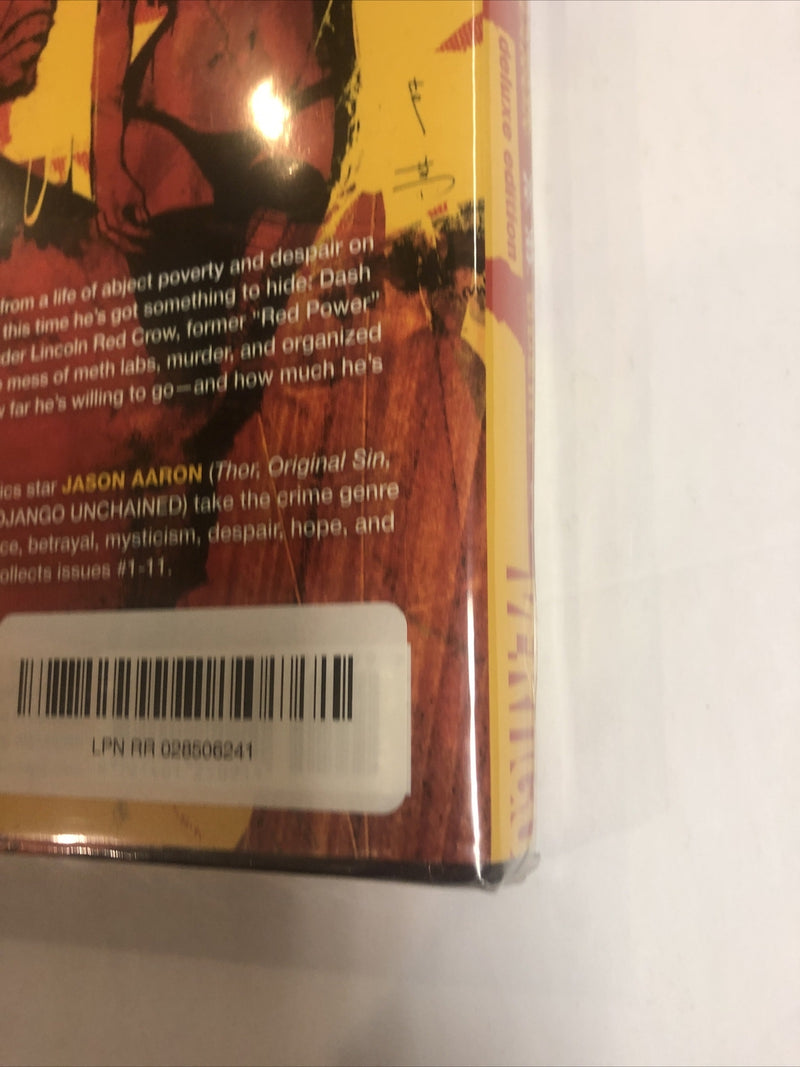 deluxe edition
from a life of abject poverty and despair on
this time he's got something to hide: Dash
der Lincoln Red Crow, former "Red Power"
mess of meth labs, murder, and organized
far he's willing to go—and how much he's
ics star JASON AARON (Thor, Original Sin,
DJANGO UNCHAINED) take the crime genre
ce, betrayal, mysticism, despair, hope, and
ollects issues #1-11.
LPN RR 028506241